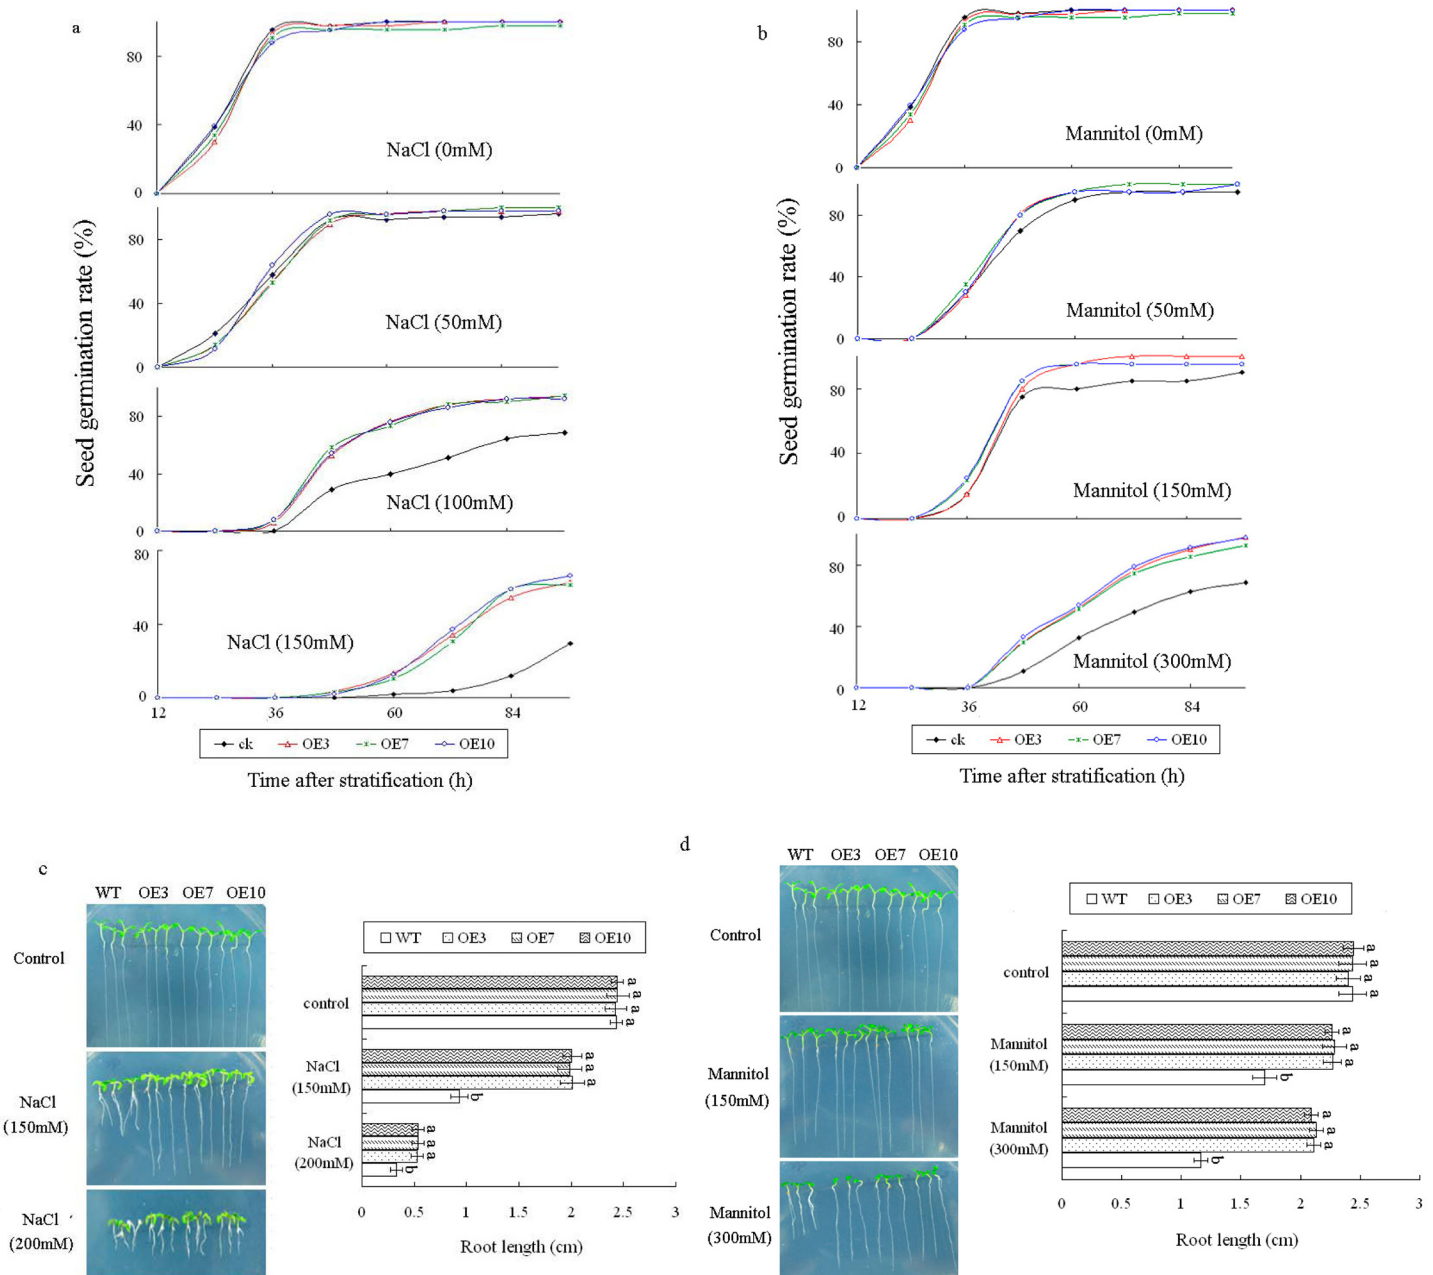 a
Seed germination rate (%)
80
40
0
NaCl (0mM)
80
40
0
NaCl (50mM)
80
40
0
NaCl (100mM)
80
40
0
NaCl (150mM)
12 36 60 84
ck OE3 OE7 OE10
Time after stratification (h)
b
Seed germination rate (%)
80
40
0
Mannitol (0mM)
80
40
0
Mannitol (50mM)
80
40
0
Mannitol (150mM)
80
40
0
Mannitol (300mM)
12 36 60 84
ck OE3 OE7 OE10
Time after stratification (h)
c
WT OE3 OE7 OE10
Control
NaCl
(150mM)
NaCl
(200mM)
WT OE3 OE7 OE10
control
a
a
a
a
NaCl
(150mM)
a
a
a
b
NaCl
(200mM)
a
a
a
b
0 0.5 1 1.5 2 2.5 3
Root length (cm)
d
WT OE3 OE7 OE10
Control
Mannitol
(150mM)
Mannitol
(300mM)
WT OE3 OE7 OE10
control
a
a
a
a
Mannitol
(150mM)
a
a
a
b
Mannitol
(300mM)
a
a
a
b
0 0.5 1 1.5 2 2.5 3
Root length (cm)